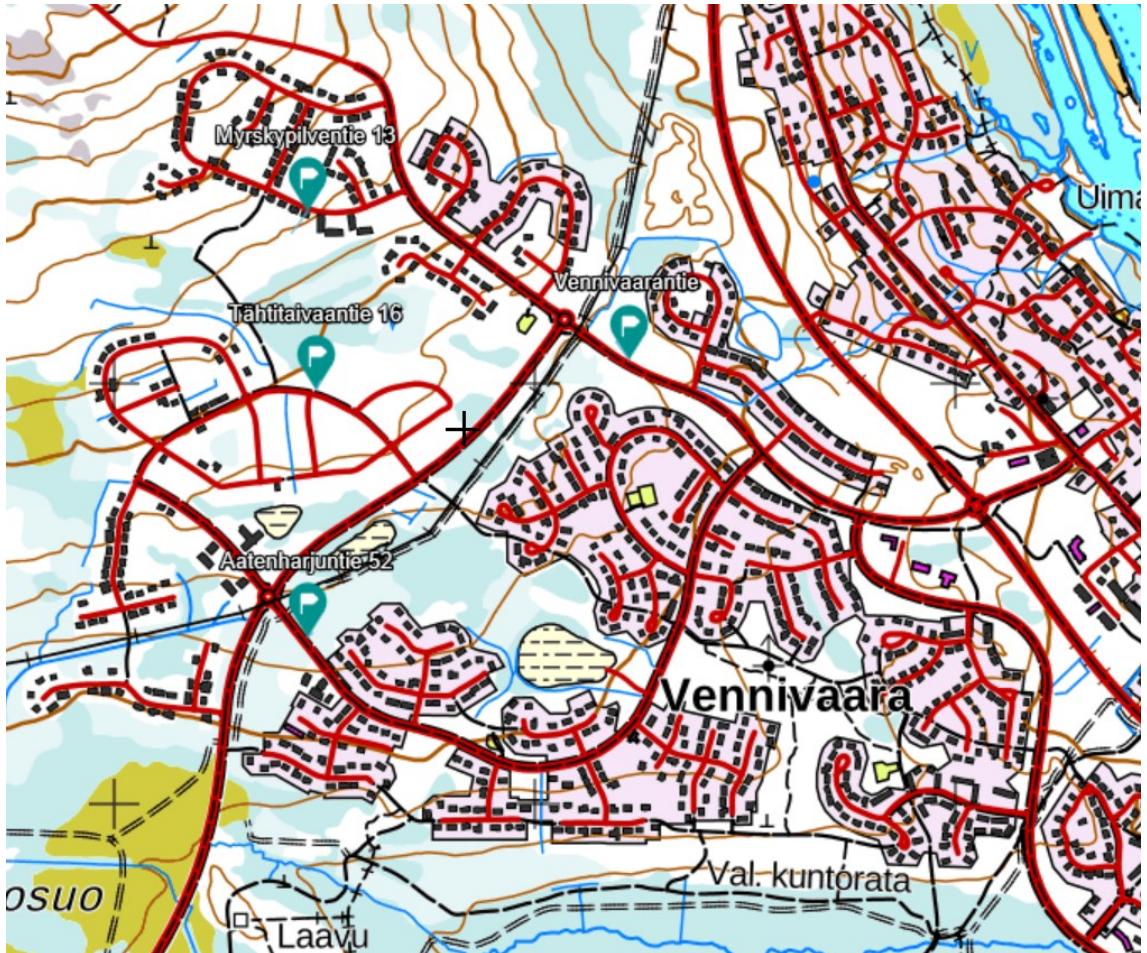 Myrskypilventie 13
Uima
Vennivaarantie
Tähtitaivaantie 16
Aatenharjuntie 52
Vennivaara
Val. kuntorata
osuo
Laavu